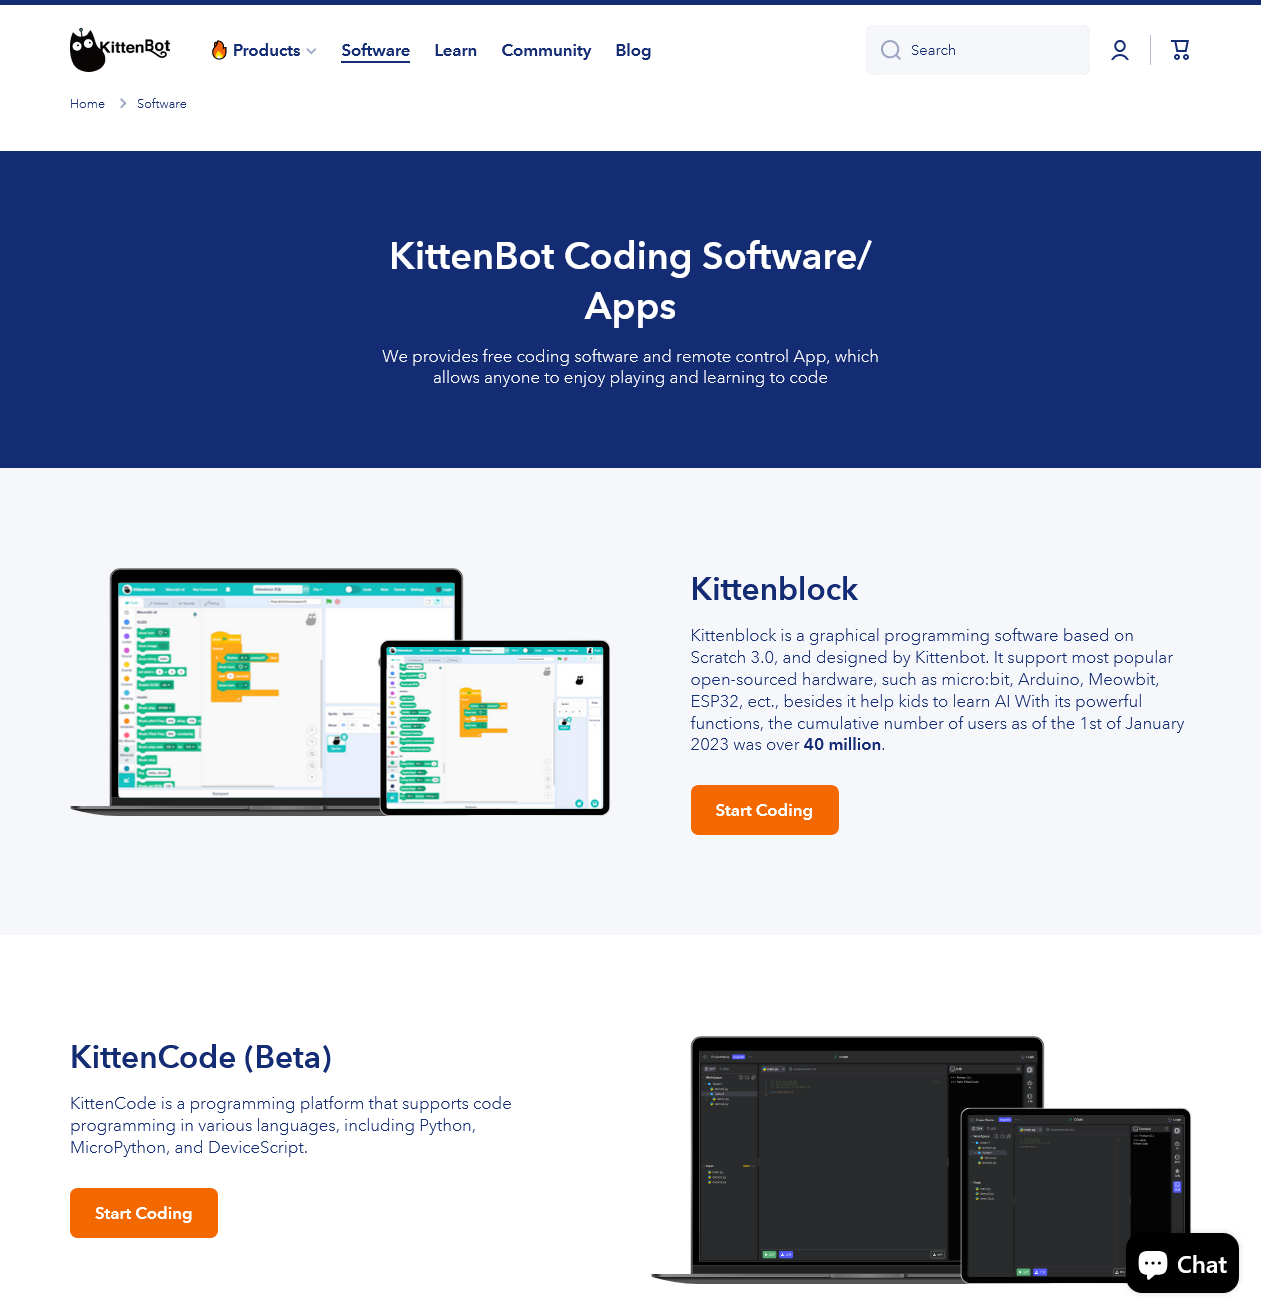 KittenBot
🔥 Products
Software
Learn
Community
Blog
Search
Home
Software
KittenBot Coding Software/
Apps
We provides free coding software and remote control App, which
allows anyone to enjoy playing and learning to code
Kittenblock
Kittenblock is a graphical programming software based on
Scratch 3.0, and designed by Kittenbot. It support most popular
open-sourced hardware, such as micro:bit, Arduino, Meowbit,
ESP32, ect., besides it help kids to learn AI With its powerful
functions, the cumulative number of users as of the 1st of January
2023 was over 40 million.
Start Coding
KittenCode (Beta)
KittenCode is a programming platform that supports code
programming in various languages, including Python,
MicroPython, and DeviceScript.
Start Coding
Chat